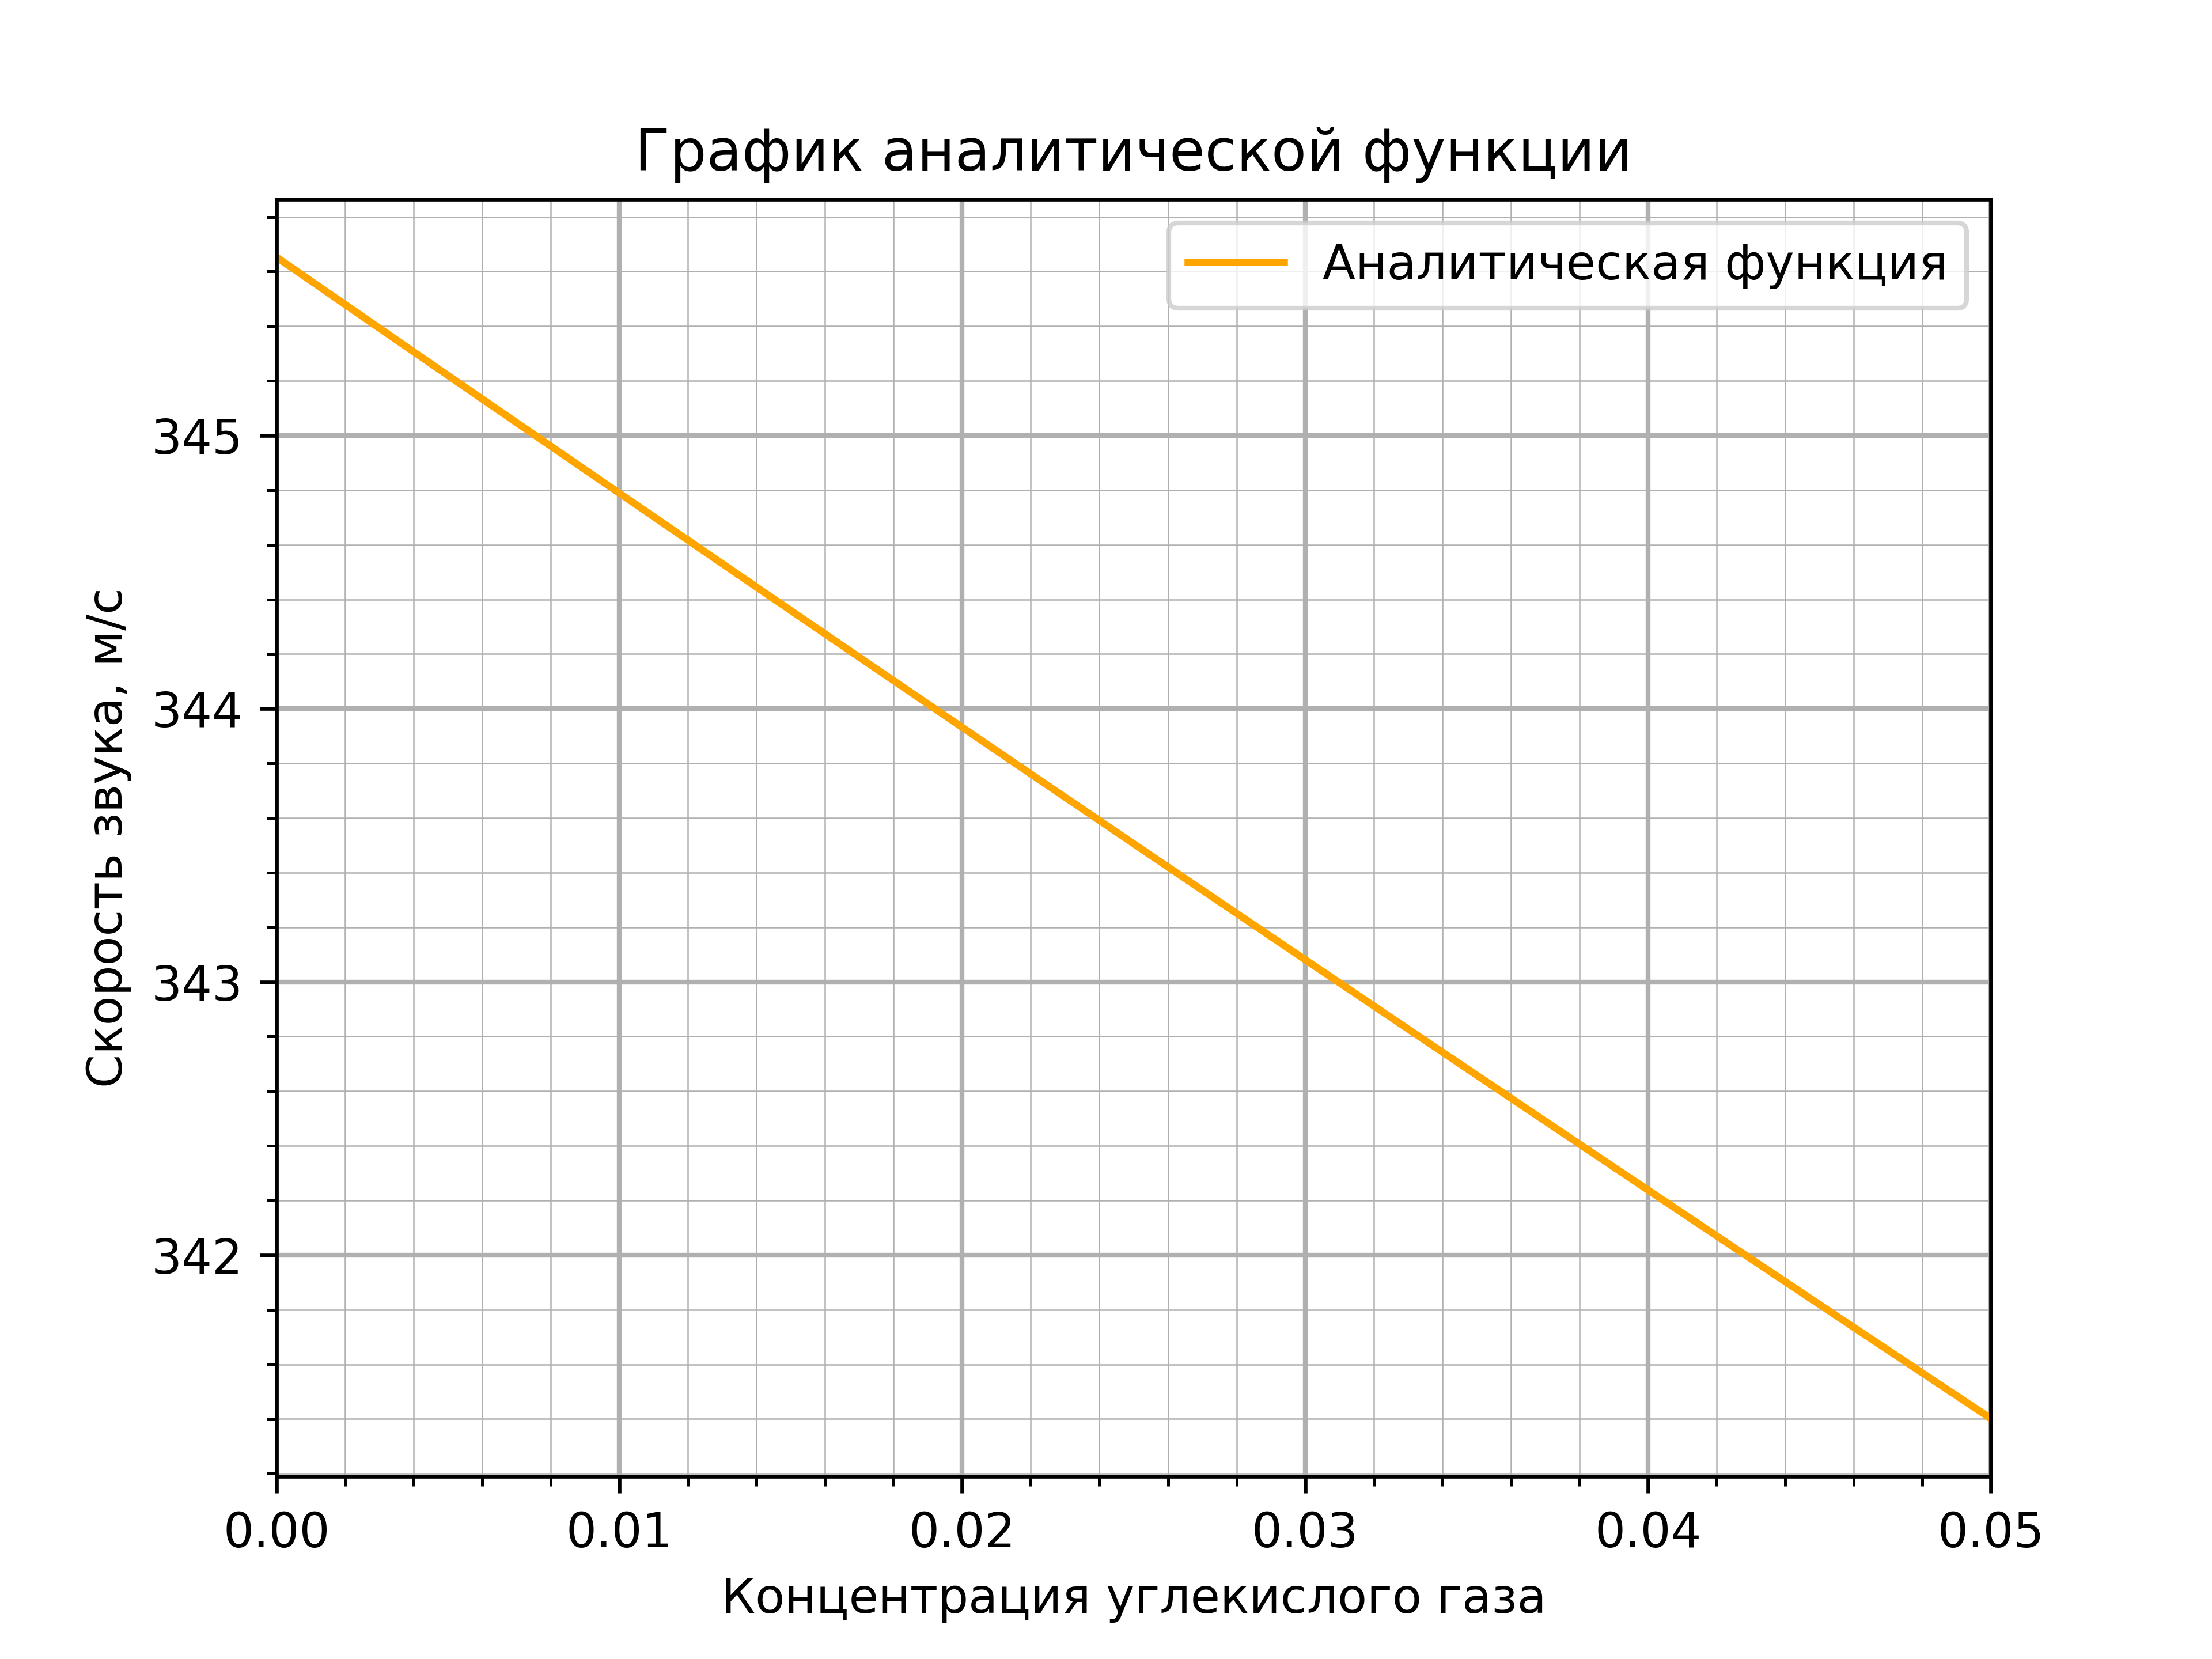 График аналитической функции
Аналитическая функция
Скорость звука, м/с
345
344
343
342
0.00
0.01
0.02
0.03
0.04
0.05
Концентрация углекислого газа